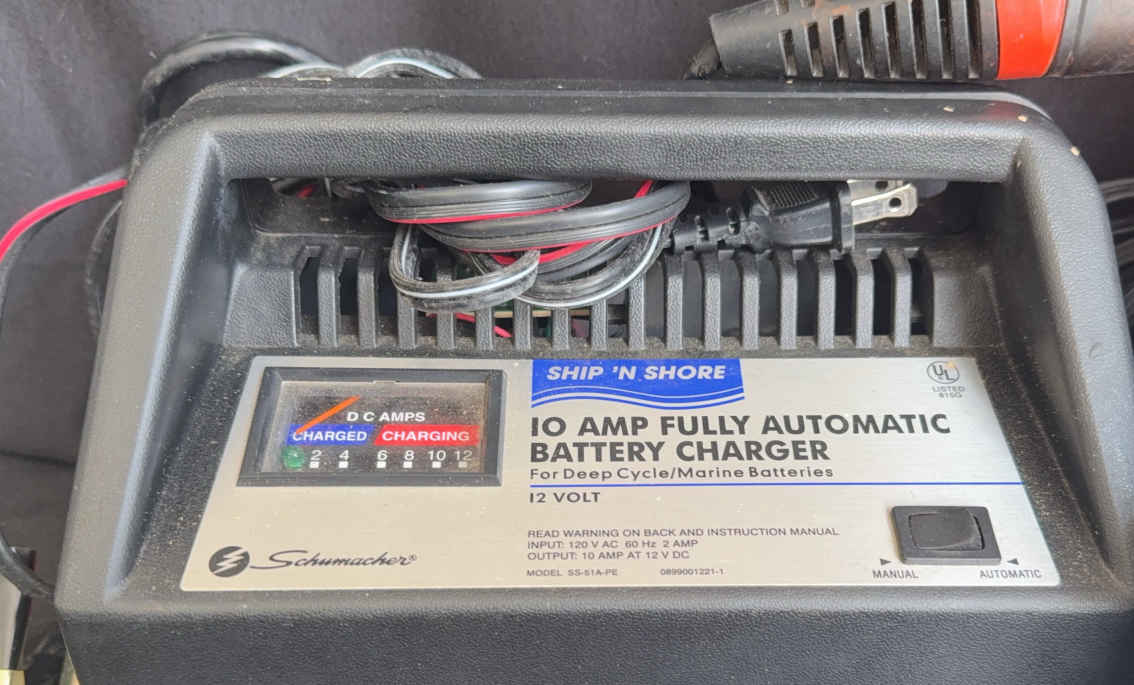 SHIP 'N SHORE
UL
LISTED
10 AMP FULLY AUTOMATIC
BATTERY CHARGER
For Deep Cycle/Marine Batteries
12 VOLT
D C AMPS
CHARGED CHARGING
2 4 6 8 10 12
READ WARNING ON BACK AND INSTRUCTION MANUAL
INPUT: 120 V AC 60 Hz 2 AMP
OUTPUT: 10 AMP AT 12 V DC
MODEL SS-51A-PE 0899001221-1
Schumacher®
MANUAL AUTOMATIC